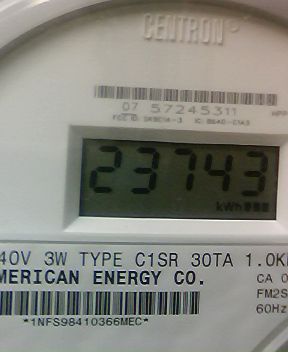 CENTRON®
07 57245311
23743
kWh
40V 3W TYPE C1SR 30TA 1.0K
MERICAN ENERGY CO.
CA 0
FM2S
60Hz
*1NFS98410366MEC*